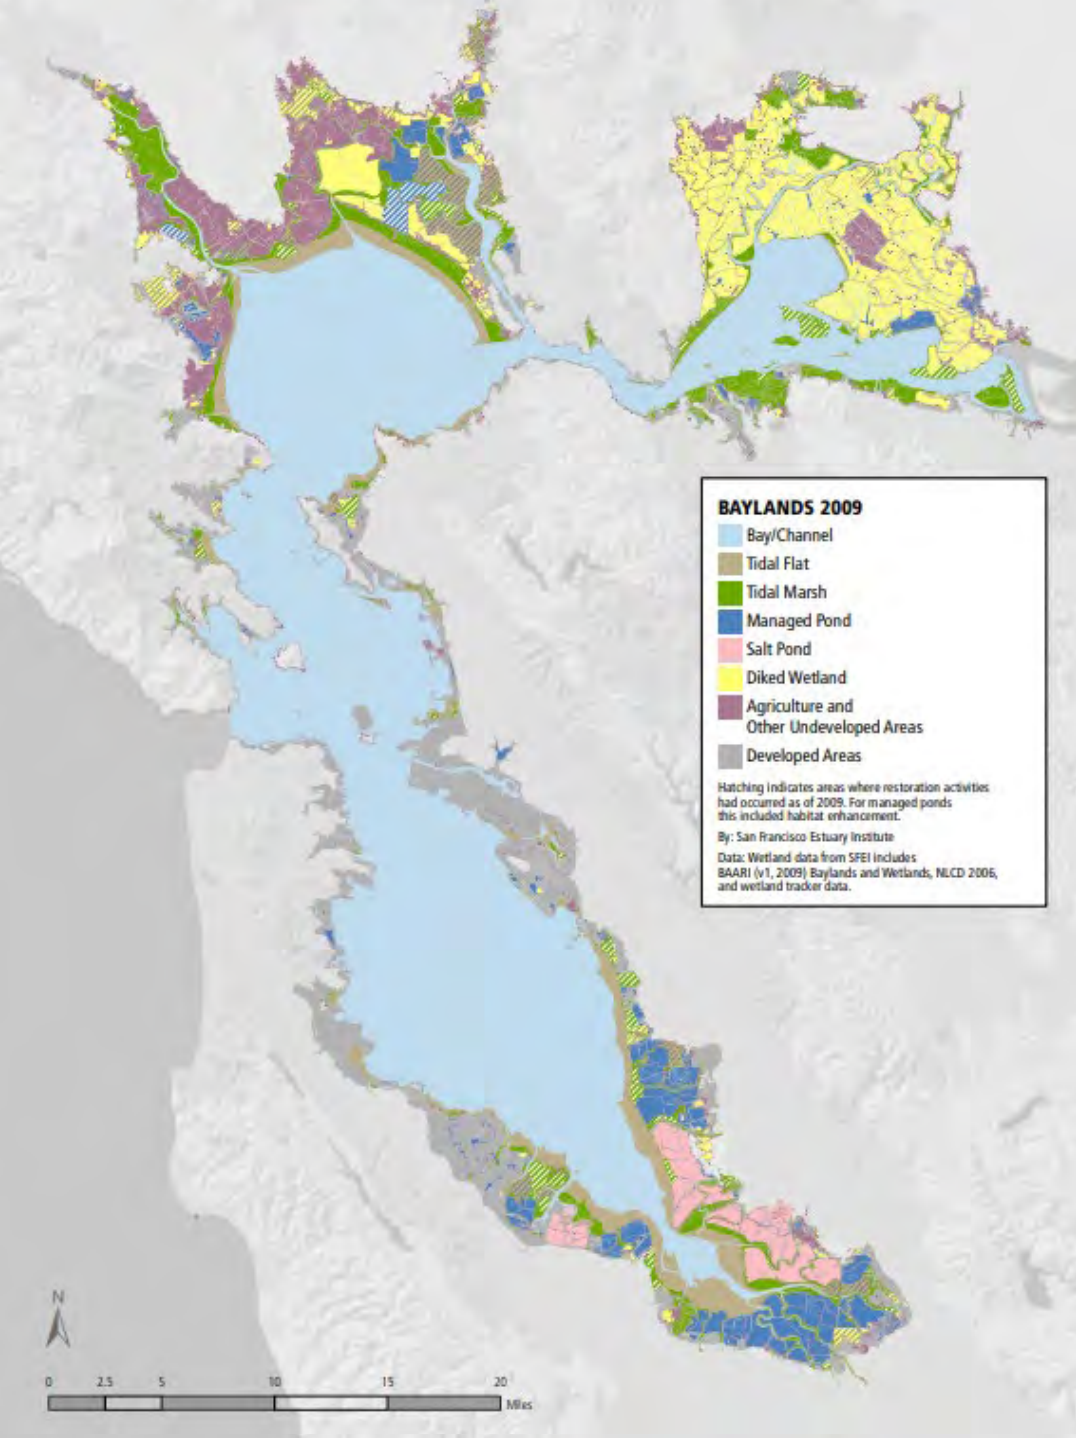 BAYLANDS 2009
Bay/Channel
Tidal Flat
Tidal Marsh
Managed Pond
Salt Pond
Diked Wetland
Agriculture and
Other Undeveloped Areas
Developed Areas
Hatching indicates areas where restoration activities
had occurred as of 2009. For managed ponds
this included habitat enhancement.
By: San Francisco Estuary Institute
Data: Wetland data from SFEI includes
BAARI (v1, 2009) Baylands and Wetlands, NLCD 2006,
and wetland tracker data.
N
0 2.5 5 10 15 20
Miles